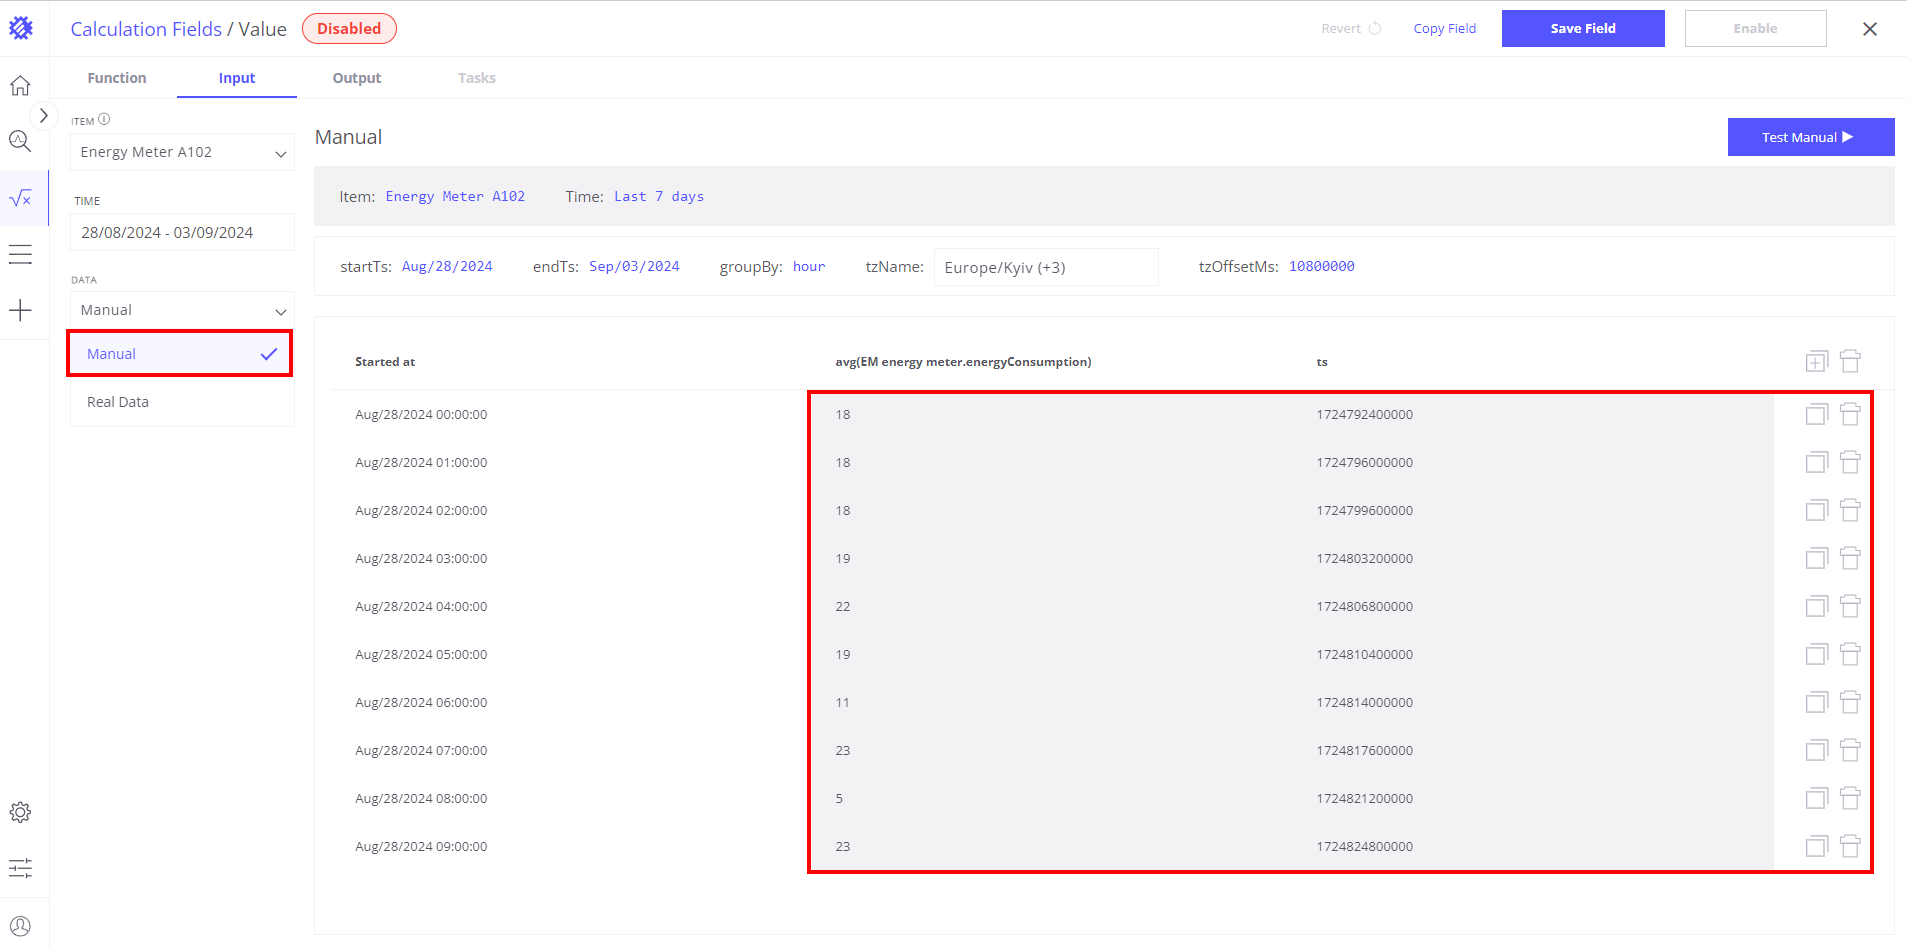 Calculation Fields / Value Disabled Revert Copy Field Save Field Enable
Function Input Output Tasks
ITEM
Energy Meter A102
TIME
28/08/2024 - 03/09/2024
DATA
Manual
Manual
Real Data
Manual Test Manual
Item: Energy Meter A102 Time: Last 7 days
startTs: Aug/28/2024 endTs: Sep/03/2024 groupBy: hour tzName: Europe/Kyiv (+3) tzOffsetMs: 10800000
Started at avg(EM energy meter.energyConsumption) ts
Aug/28/2024 00:00:00 18 1724792400000
Aug/28/2024 01:00:00 18 1724796000000
Aug/28/2024 02:00:00 18 1724799600000
Aug/28/2024 03:00:00 19 1724803200000
Aug/28/2024 04:00:00 22 1724806800000
Aug/28/2024 05:00:00 19 1724810400000
Aug/28/2024 06:00:00 11 1724814000000
Aug/28/2024 07:00:00 23 1724817600000
Aug/28/2024 08:00:00 5 1724821200000
Aug/28/2024 09:00:00 23 1724824800000